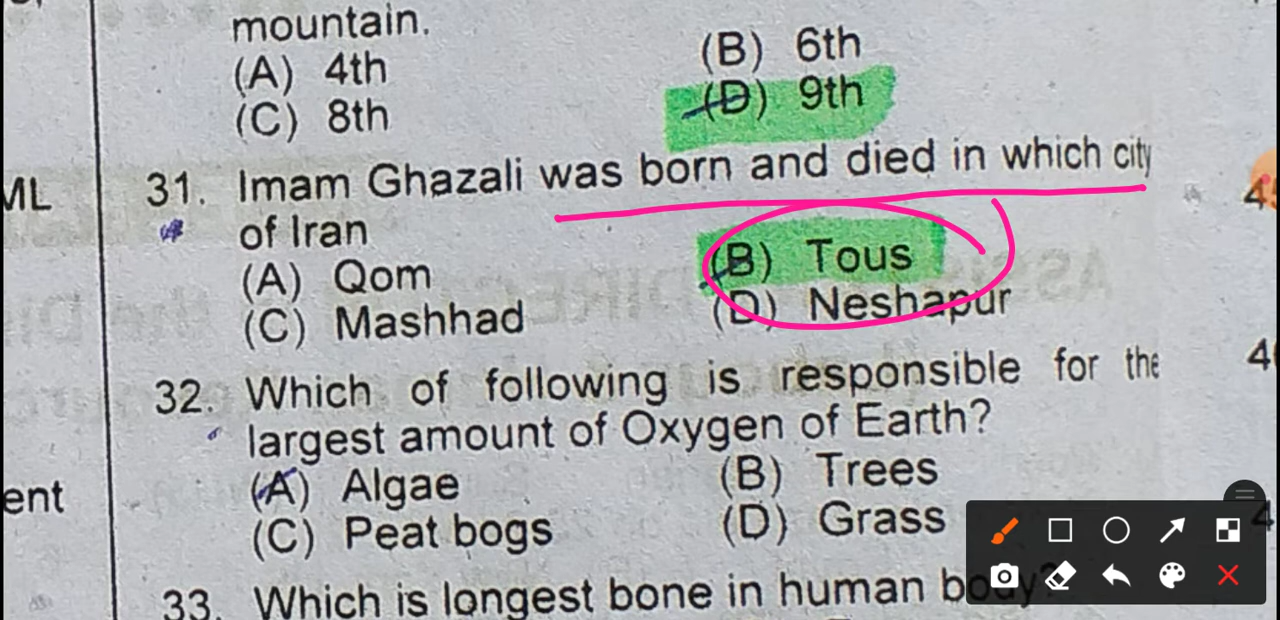 mountain.
(A) 4th (B) 6th
(C) 8th (D) 9th
ML 31. Imam Ghazali was born and died in which city
of Iran
(A) Qom (B) Tous
(C) Mashhad (D) Neshapur
32. Which of following is responsible for the
largest amount of Oxygen of Earth?
(A) Algae (B) Trees
ent (C) Peat bogs (D) Grass
33. Which is longest bone in human body?